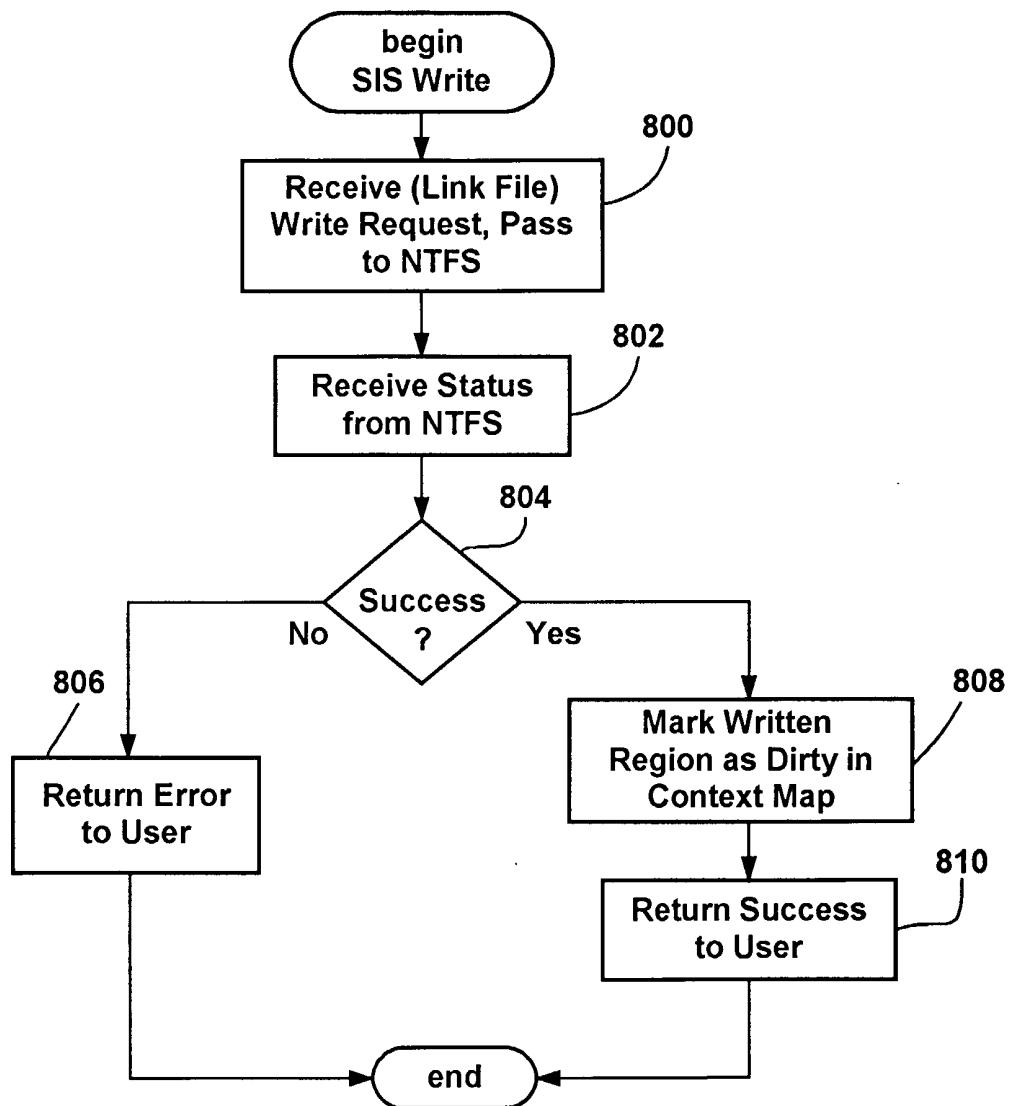 begin
SIS Write
800
Receive (Link File)
Write Request, Pass
to NTFS
802
Receive Status
from NTFS
804
Success
?
No
Yes
806
Return Error
to User
808
Mark Written
Region as Dirty in
Context Map
810
Return Success
to User
end